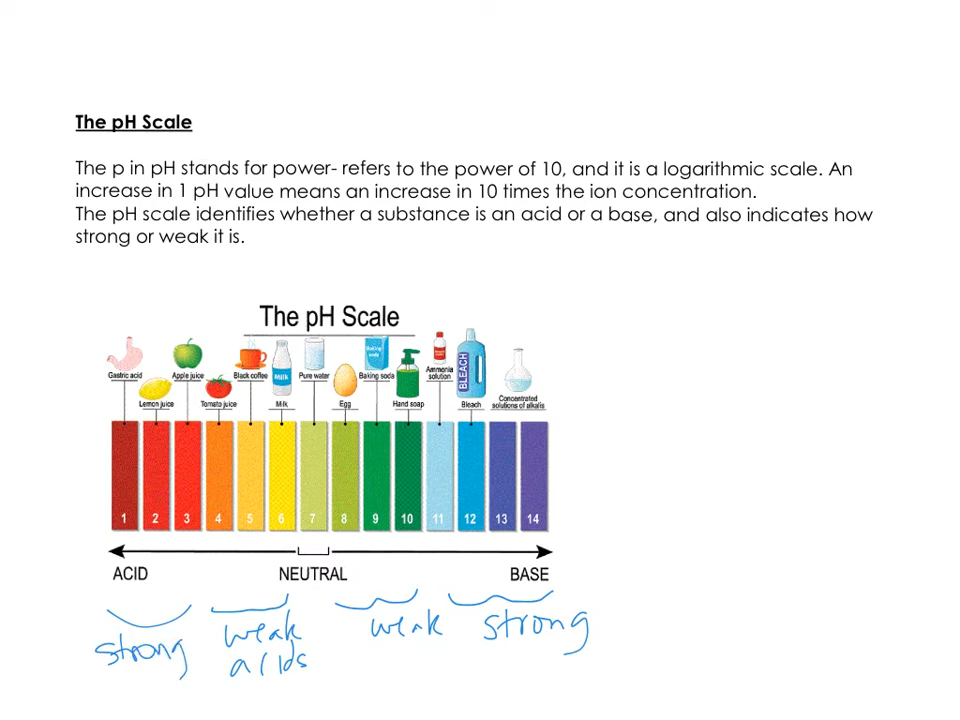 The pH Scale
The p in pH stands for power- refers to the power of 10, and it is a logarithmic scale. An
increase in 1 pH value means an increase in 10 times the ion concentration.
The pH scale identifies whether a substance is an acid or a base, and also indicates how
strong or weak it is.
The pH Scale
Gastric acid
Lemon juice
Apple juice
Tomato juice
Black coffee
Milk
Milk
Pure water
Egg
Baking soda
Baking soda
Hand soap
Ammonia
solution
BLEACH
Bleach
Concentrated
solutions of alkalis
1 2 3 4 5 6 7 8 9 10 11 12 13 14
ACID NEUTRAL BASE
strong weak weak strong
acids